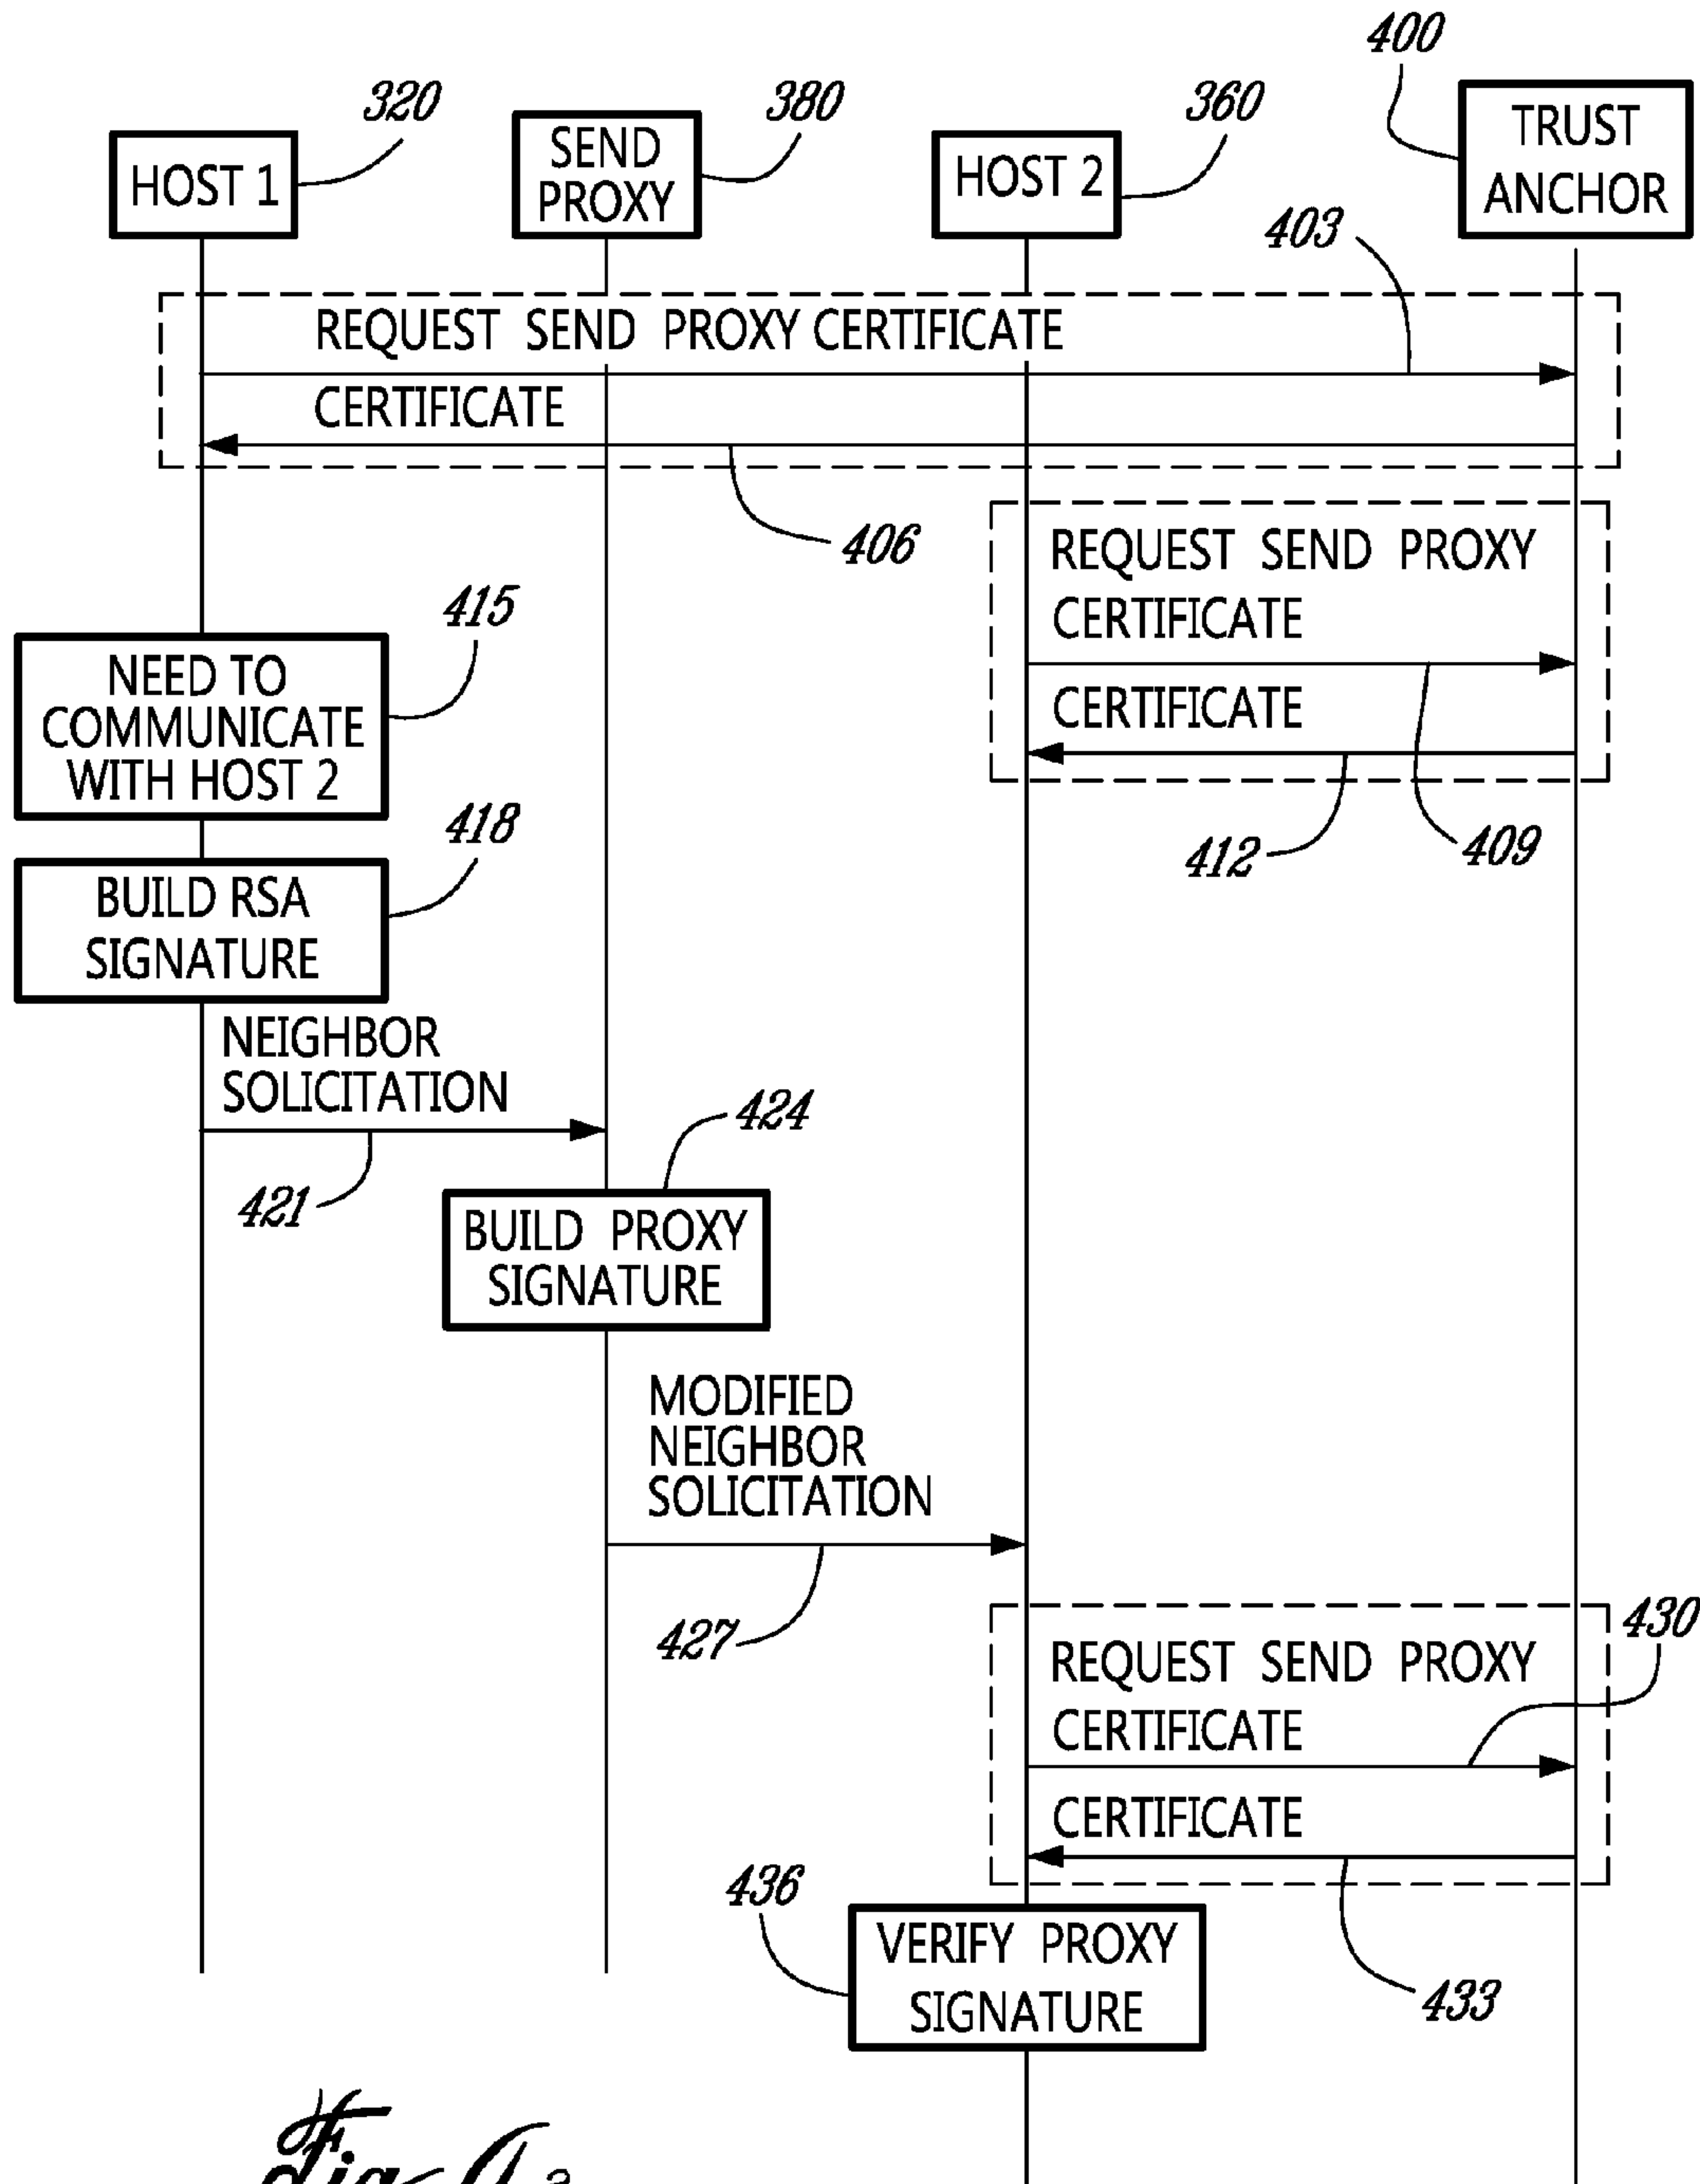 400
320
380
360
TRUST
ANCHOR
SEND
PROXY
HOST 1
HOST 2
403
REQUEST SEND PROXY CERTIFICATE
CERTIFICATE
406
REQUEST SEND PROXY
CERTIFICATE
415
NEED TO
COMMUNICATE
WITH HOST 2
CERTIFICATE
418
412
409
BUILD RSA
SIGNATURE
NEIGHBOR
SOLICITATION
424
421
BUILD PROXY
SIGNATURE
MODIFIED
NEIGHBOR
SOLICITATION
427
430
REQUEST SEND PROXY
CERTIFICATE
CERTIFICATE
436
VERIFY PROXY
SIGNATURE
433